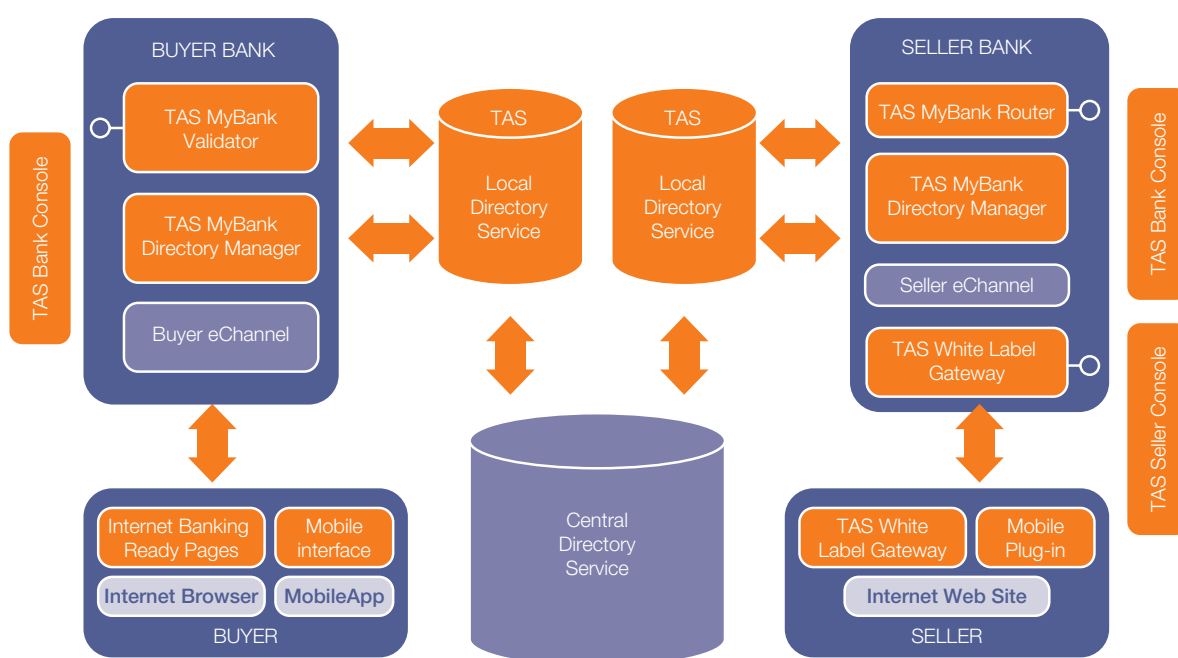 BUYER BANK
TAS MyBank
Validator
TAS MyBank
Directory Manager
Buyer eChannel
TAS Bank Console
TAS
Local
Directory
Service
TAS
Local
Directory
Service
SELLER BANK
TAS MyBank Router
TAS MyBank
Directory Manager
Seller eChannel
TAS White Label
Gateway
TAS Bank Console
TAS Seller Console
Internet Banking
Ready Pages
Mobile
interface
Internet Browser
MobileApp
BUYER
Central
Directory
Service
TAS White
Label Gateway
Mobile
Plug-in
Internet Web Site
SELLER